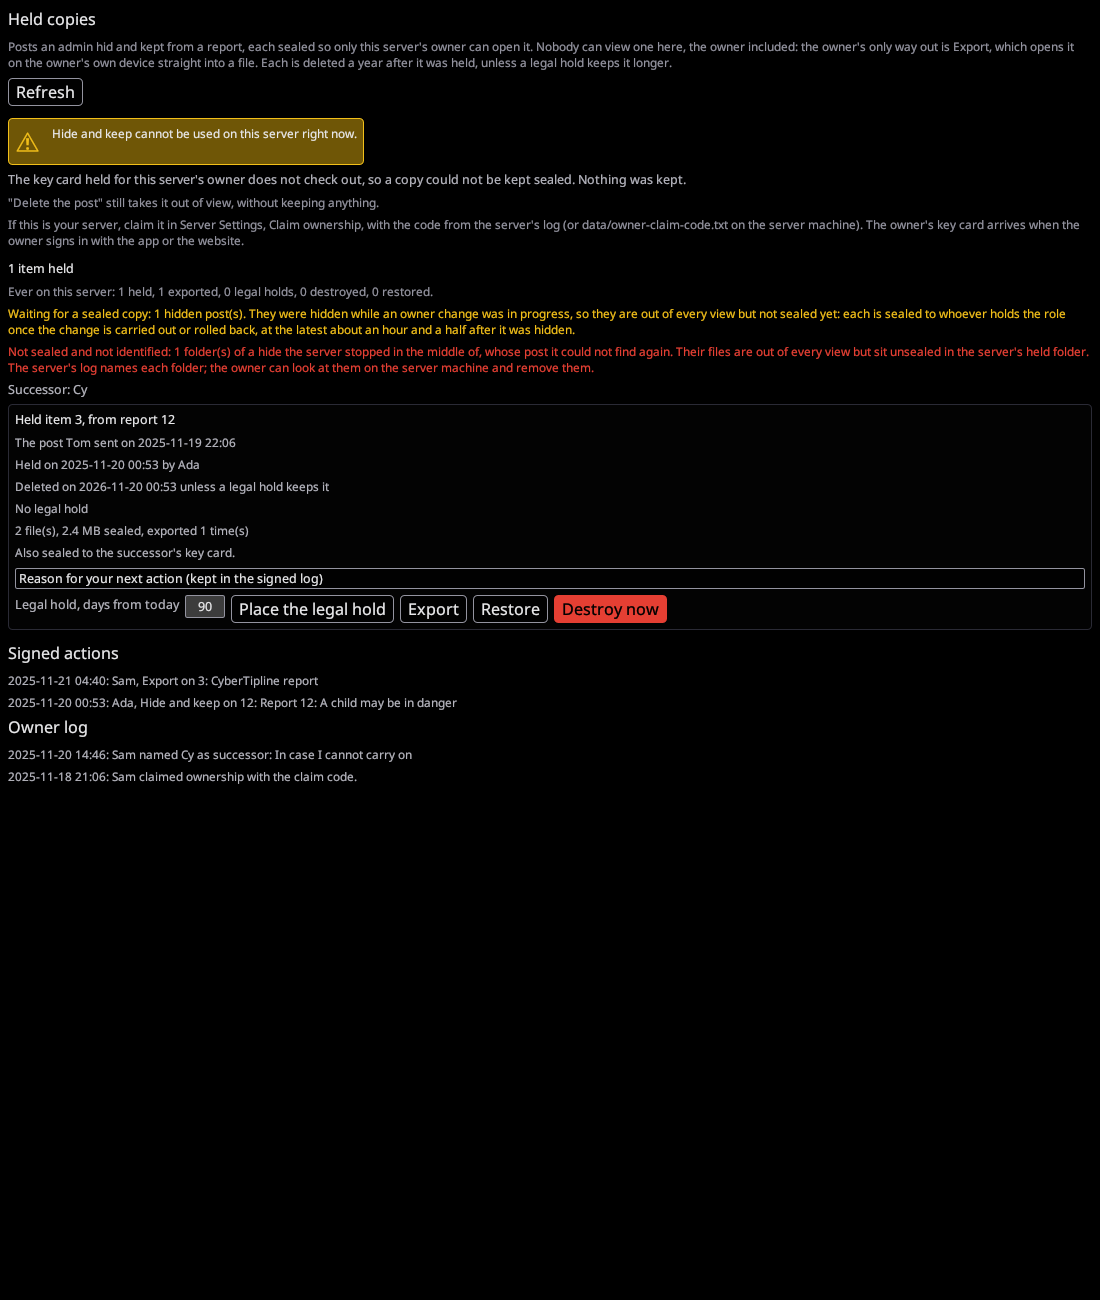 Held copies
Posts an admin hid and kept from a report, each sealed so only this server's owner can open it. Nobody can view one here, the owner included: the owner's only way out is Export, which opens it
on the owner's own device straight into a file. Each is deleted a year after it was held, unless a legal hold keeps it longer.
Refresh
Hide and keep cannot be used on this server right now.
The key card held for this server's owner does not check out, so a copy could not be kept sealed. Nothing was kept.
"Delete the post" still takes it out of view, without keeping anything.
If this is your server, claim it in Server Settings, Claim ownership, with the code from the server's log (or data/owner-claim-code.txt on the server machine). The owner's key card arrives when the
owner signs in with the app or the website.
1 item held
Ever on this server: 1 held, 1 exported, 0 legal holds, 0 destroyed, 0 restored.
Waiting for a sealed copy: 1 hidden post(s). They were hidden while an owner change was in progress, so they are out of every view but not sealed yet: each is sealed to whoever holds the role
once the change is carried out or rolled back, at the latest about an hour and a half after it was hidden.
Not sealed and not identified: 1 folder(s) of a hide the server stopped in the middle of, whose post it could not find again. Their files are out of every view but sit unsealed in the server's held folder.
The server's log names each folder; the owner can look at them on the server machine and remove them.
Successor: Cy
Held item 3, from report 12
The post Tom sent on 2025-11-19 22:06
Held on 2025-11-20 00:53 by Ada
Deleted on 2026-11-20 00:53 unless a legal hold keeps it
No legal hold
2 file(s), 2.4 MB sealed, exported 1 time(s)
Also sealed to the successor's key card.
Reason for your next action (kept in the signed log)
Legal hold, days from today 90 Place the legal hold Export Restore Destroy now
Signed actions
2025-11-21 04:40: Sam, Export on 3: CyberTipline report
2025-11-20 00:53: Ada, Hide and keep on 12: Report 12: A child may be in danger
Owner log
2025-11-20 14:46: Sam named Cy as successor: In case I cannot carry on
2025-11-18 21:06: Sam claimed ownership with the claim code.